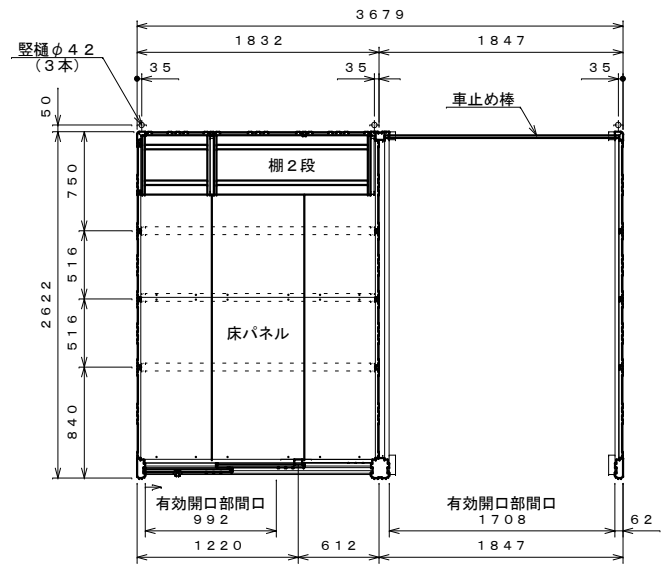 3679
1832 1847
竪樋φ42
(3本)
35 35 35
50
車止め棒
棚2段
750
516
2622
516
床パネル
840
有効開口部間口 有効開口部間口
992 1708 62
1220 612 1847